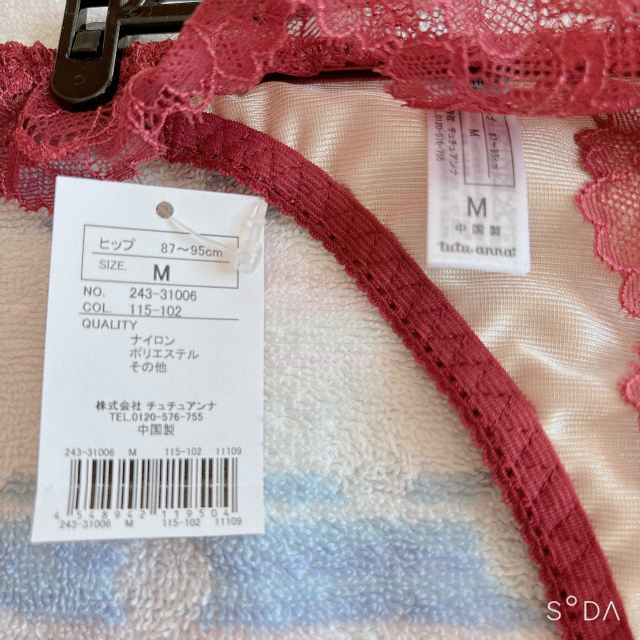 ヒップ 87～95cm
SIZE. M
NO. 243-31006
COL 115-102
QUALITY
ナイロン
ポリエステル
その他
株式会社 チュチュアンナ
TEL.0120-576-755
中国製
243-31006 M 115-102 11109
4 548942 119504
243-31006 M 115-102 11109
M
中国製
tutu.anna
SODA